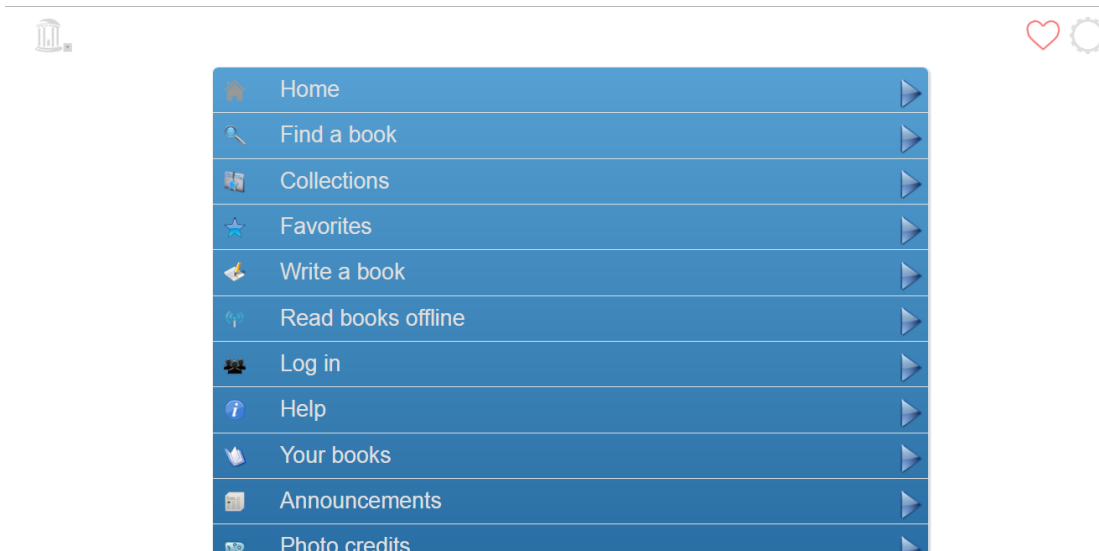 Home
Find a book
Collections
Favorites
Write a book
Read books offline
Log in
Help
Your books
Announcements
Photo credits